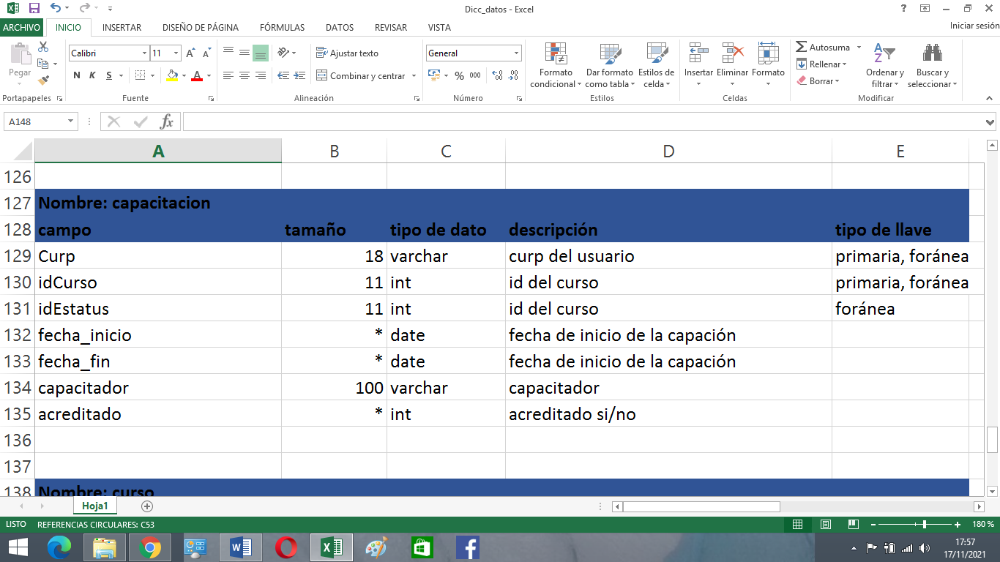 Dicc_datos - Excel
ARCHIVO INICIO INSERTAR DISEÑO DE PÁGINA FÓRMULAS DATOS REVISAR VISTA Iniciar sesión
Pegar
Portapapeles
Calibri 11
N K S
Fuente
Ajustar texto
Combinar y centrar
Alineación
General
% 000
Número
Formato condicional
Dar formato como tabla
Estilos de celda
Estilos
Insertar Eliminar Formato
Celdas
Autosuma
Rellenar
Borrar
Ordenar y filtrar
Buscar y seleccionar
Modificar
A148 fx
A B C D E
126
127 Nombre: capacitacion
128 campo tamaño tipo de dato descripción tipo de llave
129 Curp 18 varchar curp del usuario primaria, foránea
130 idCurso 11 int id del curso primaria, foránea
131 idEstatus 11 int id del curso foránea
132 fecha_inicio * date fecha de inicio de la capación
133 fecha_fin * date fecha de inicio de la capación
134 capacitador 100 varchar capacitador
135 acreditado * int acreditado si/no
136
137
138 Nombre: curso
Hoja1
LISTO REFERENCIAS CIRCULARES: C53 180 %
17:57
17/11/2021